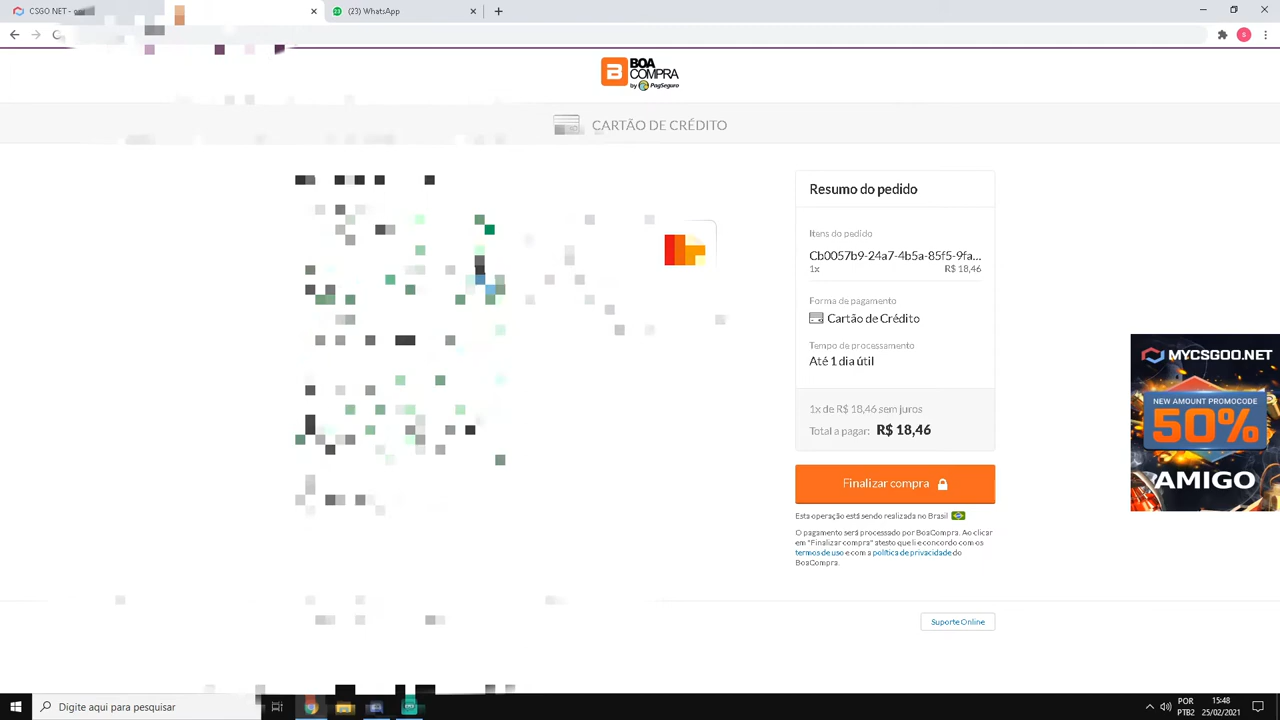 CSGO.NET -
(23) WhatsApp
S
BOA
COMPRA
by PagSeguro
CARTÃO DE CRÉDITO
Resumo do pedido
Itens do pedido
Cb0057b9-24a7-4b5a-85f5-9fa...
1x
R$ 18,46
Forma de pagamento
Cartão de Crédito
Tempo de processamento
Até 1 dia útil
1x de R$ 18,46 sem juros
Total a pagar: R$ 18,46
Finalizar compra
Esta operação está sendo realizada no Brasil
O pagamento será processado por BoaCompra. Ao clicar
em "Finalizar compra" atesto que li e concordo com os
termos de uso e com a política de privacidade do
BoaCompra.
MYCSGOO.NET
NEW AMOUNT PROMOCODE
50%
AMIGO
Suporte Online
Digite aqui para pesquisar
POR
PTB2
15:48
25/02/2021